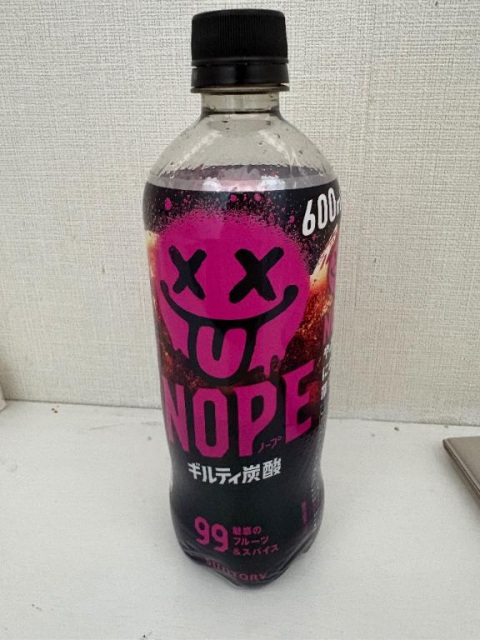 600
NOPE
ノープ
ギルティ炭酸
99 魅惑の
フルーツ
&スパイス
SUNTORY